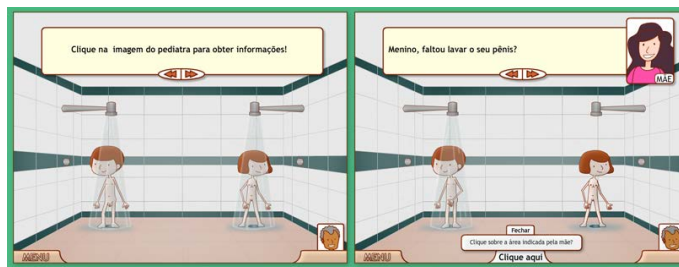 Clique na imagem do pediatra para obter informações!
MENU
Menino, faltou lavar o seu pênis?
MÃE
Fechar
Clique sobre a área indicada pela mãe?
Clique aqui
MENU